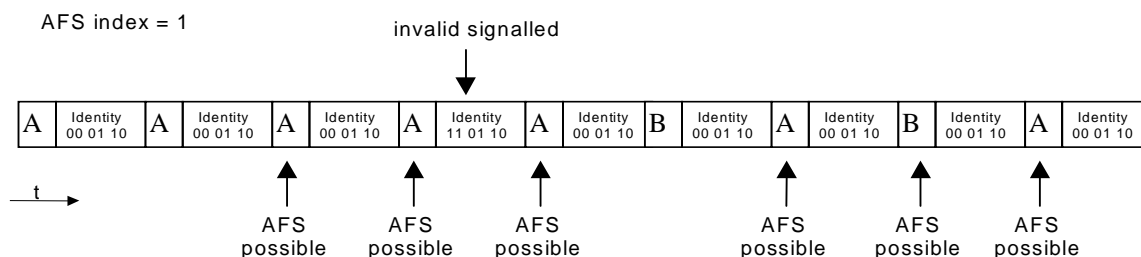 AFS index = 1
invalid signalled
A Identity 00 01 10 A Identity 00 01 10 A Identity 00 01 10 A Identity 11 01 10 A Identity 00 01 10 B Identity 00 01 10 A Identity 00 01 10 B Identity 00 01 10 A Identity 00 01 10
t
AFS possible AFS possible AFS possible AFS possible AFS possible AFS possible